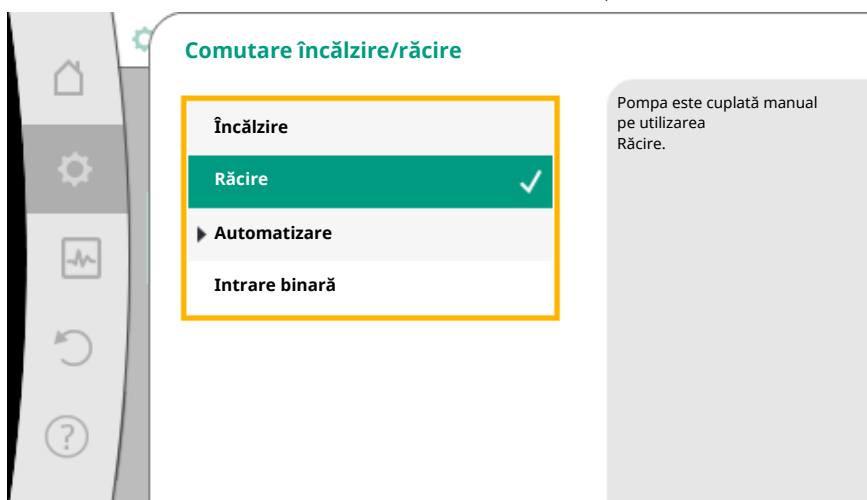 Comutare încălzire/răcire
Încălzire
Răcire
Automatizare
Intrare binară
Pompa este cuplată manual
pe utilizarea
Răcire.